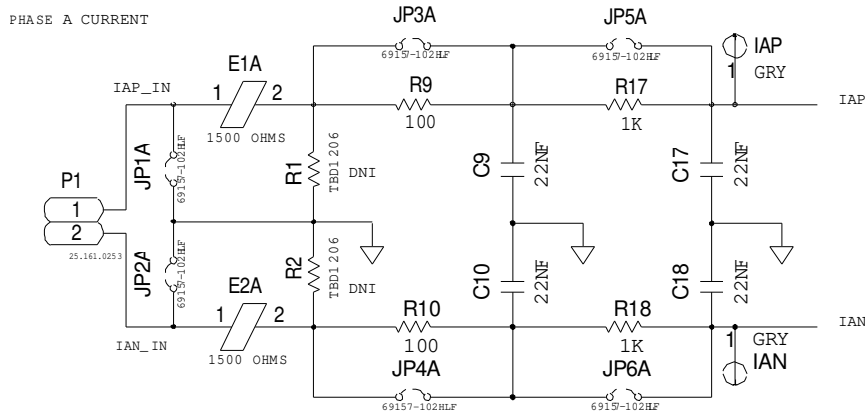 PHASE A CURRENT
JP3A
69157-102HLF
JP5A
69157-102HLF
IAP
1
GRY
E1A
1
2
1500 OHMS
IAP_IN
R9
100
R17
1K
IAP
JP1A
69157-102HLF
R1
TBD1206
DNI
C9
22NF
C17
22NF
P1
1
2
25.161.0253
JP2A
69157-102HLF
R2
TBD1206
DNI
C10
22NF
C18
22NF
E2A
1
2
1500 OHMS
IAN_IN
R10
100
R18
1K
IAN
1
GRY
IAN
JP4A
69157-102HLF
JP6A
69157-102HLF